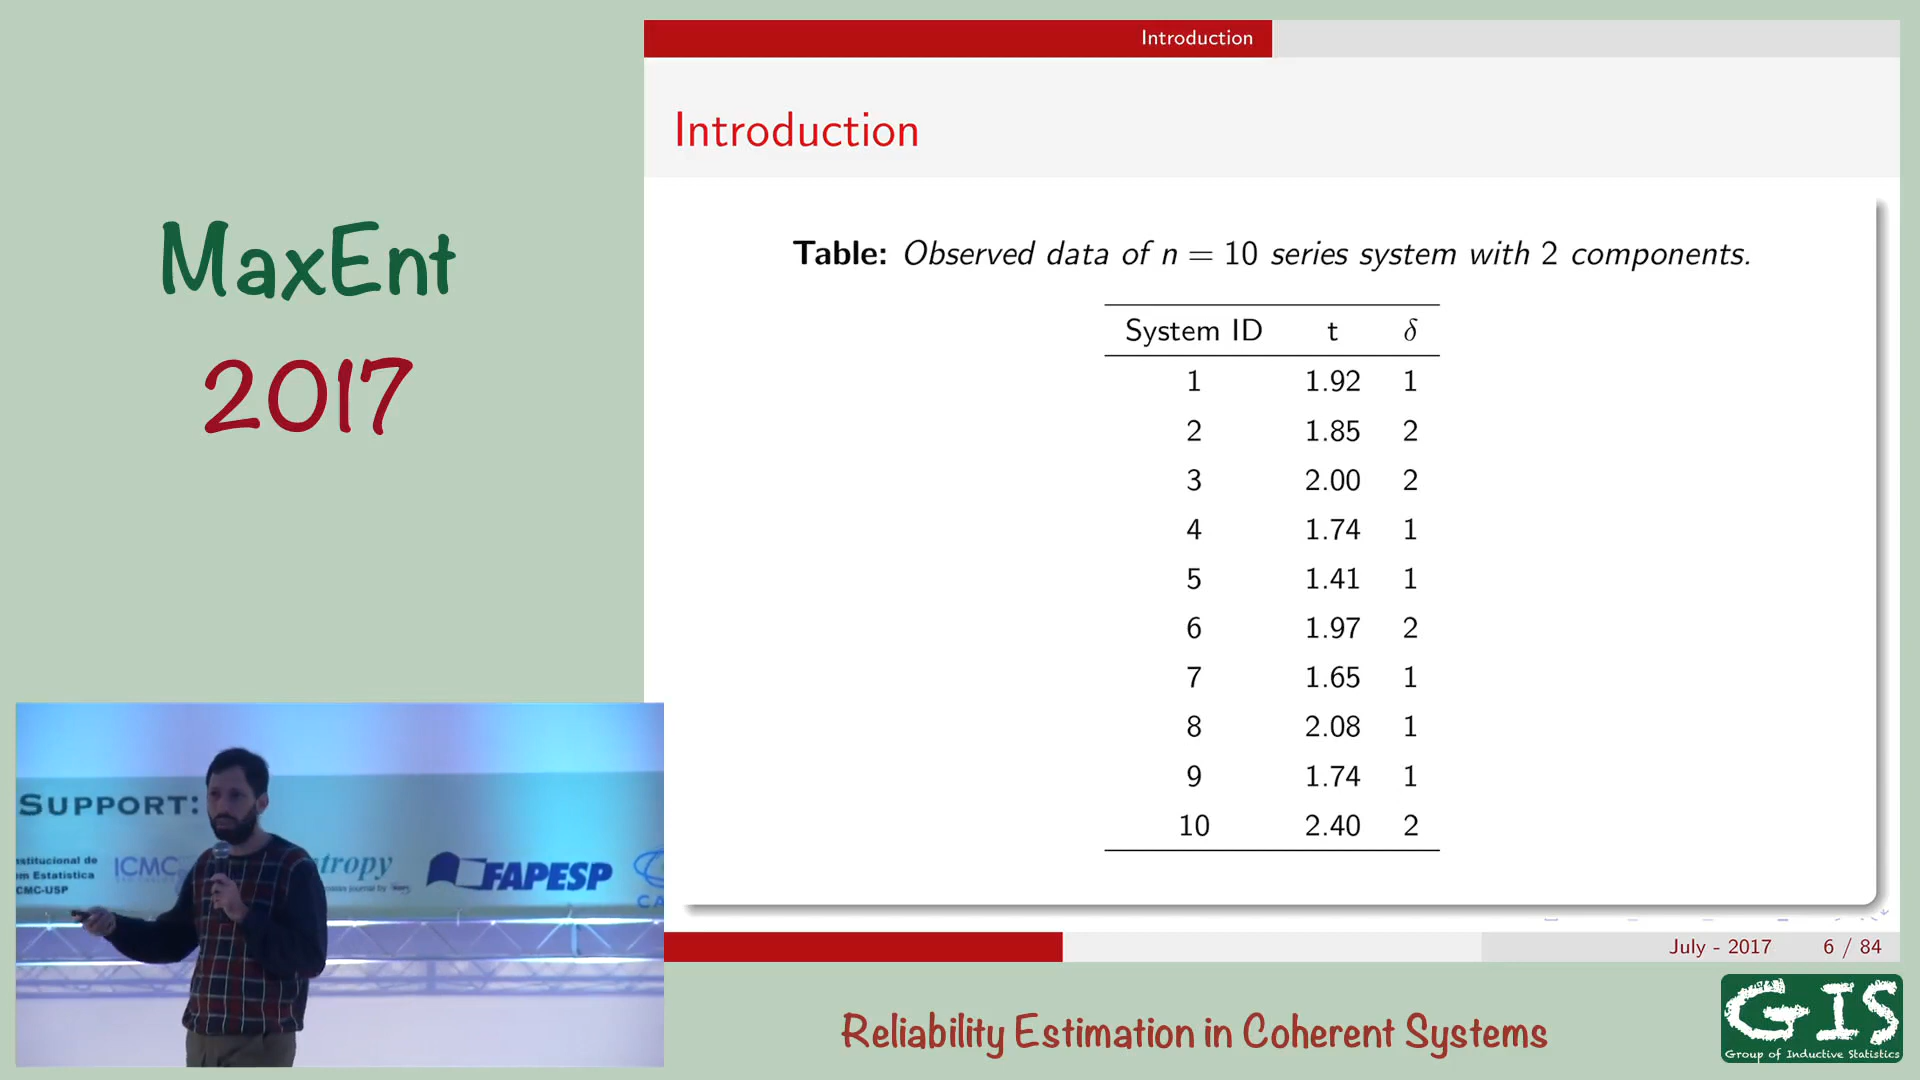 MaxEnt
2017
Introduction
Introduction
Table: Observed data of n = 10 series system with 2 components.
System ID t δ
1 1.92 1
2 1.85 2
3 2.00 2
4 1.74 1
5 1.41 1
6 1.97 2
7 1.65 1
8 2.08 1
9 1.74 1
10 2.40 2
July - 2017 6 / 84
SUPPORT:
stitucional de
m Estatística
CMC-USP
ICMC
tropy
FAPESP
CA
Reliability Estimation in Coherent Systems
GIS
Group of Inductive Statistics